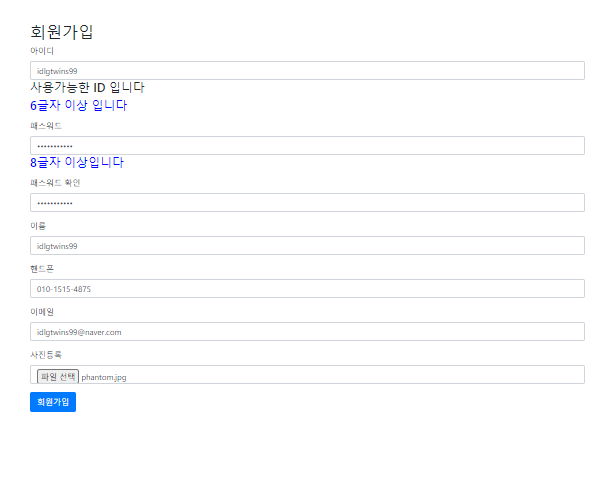 회원가입
아이디
idlgtwins99
사용가능한 ID 입니다
6글자 이상 입니다
패스워드
•••••••••••
8글자 이상입니다
패스워드 확인
•••••••••••
이름
idlgtwins99
핸드폰
010-1515-4875
이메일
idlgtwins99@naver.com
사진등록
파일 선택 phantom.jpg
회원가입